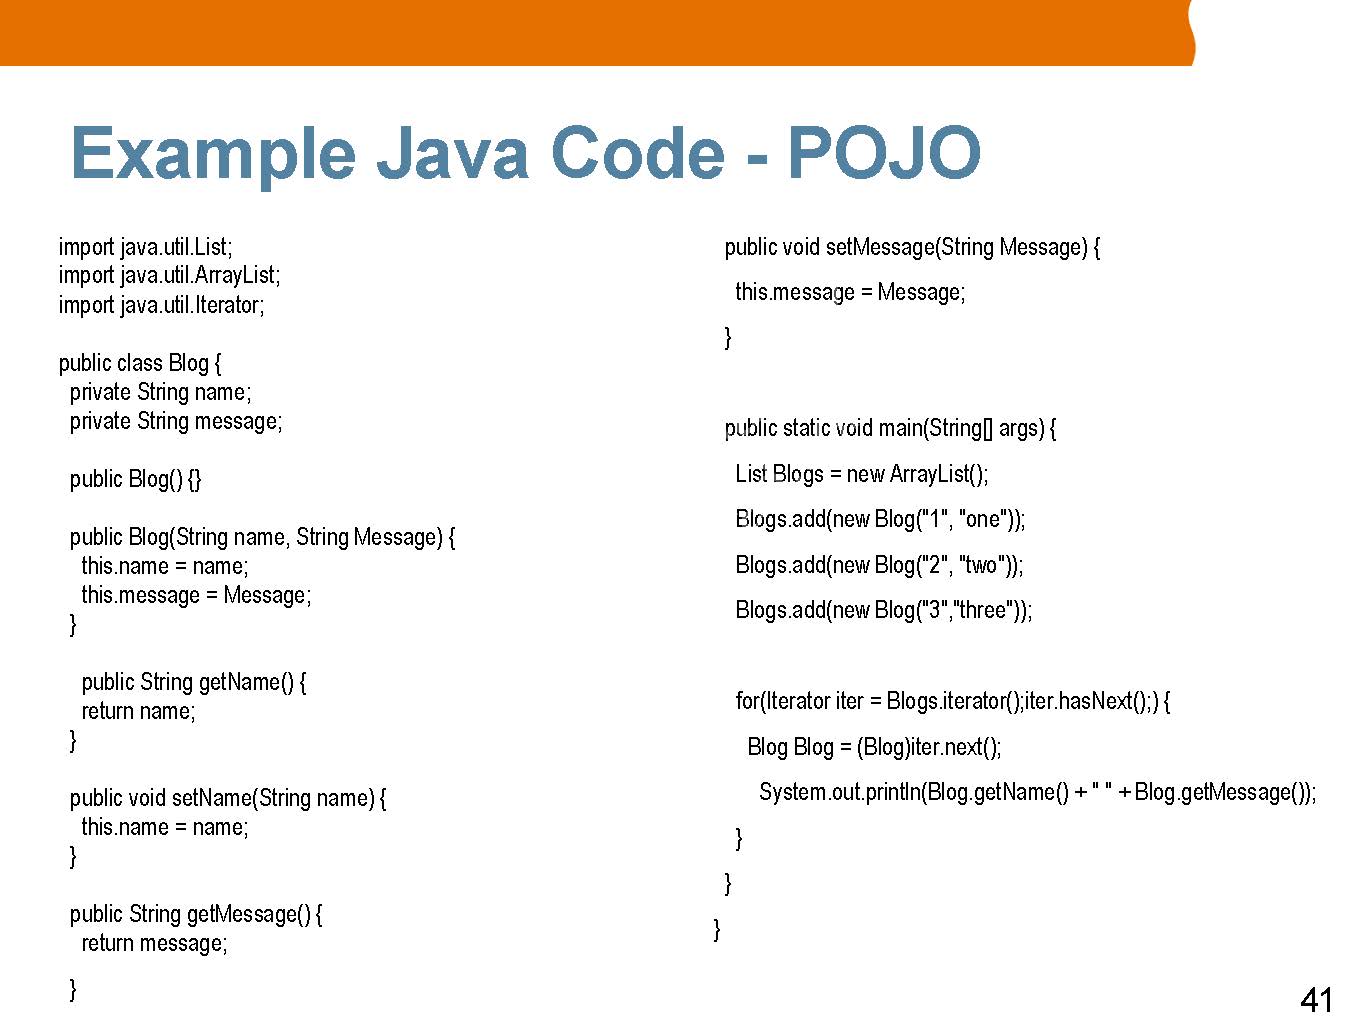 Example Java Code - POJO
import java.util.List;
import java.util.ArrayList;
import java.util.Iterator;
public class Blog {
private String name;
private String message;
public Blog() {}
public Blog(String name, String Message) {
this.name = name;
this.message = Message;
}
public String getName() {
return name;
}
public void setName(String name) {
this.name = name;
}
public String getMessage() {
return message;
}
public void setMessage(String Message) {
this.message = Message;
}
public static void main(String[] args) {
List Blogs = new ArrayList();
Blogs.add(new Blog("1", "one"));
Blogs.add(new Blog("2", "two"));
Blogs.add(new Blog("3","three"));
for(Iterator iter = Blogs.iterator();iter.hasNext();) {
Blog Blog = (Blog)iter.next();
System.out.println(Blog.getName() + " " + Blog.getMessage());
}
}
}
41